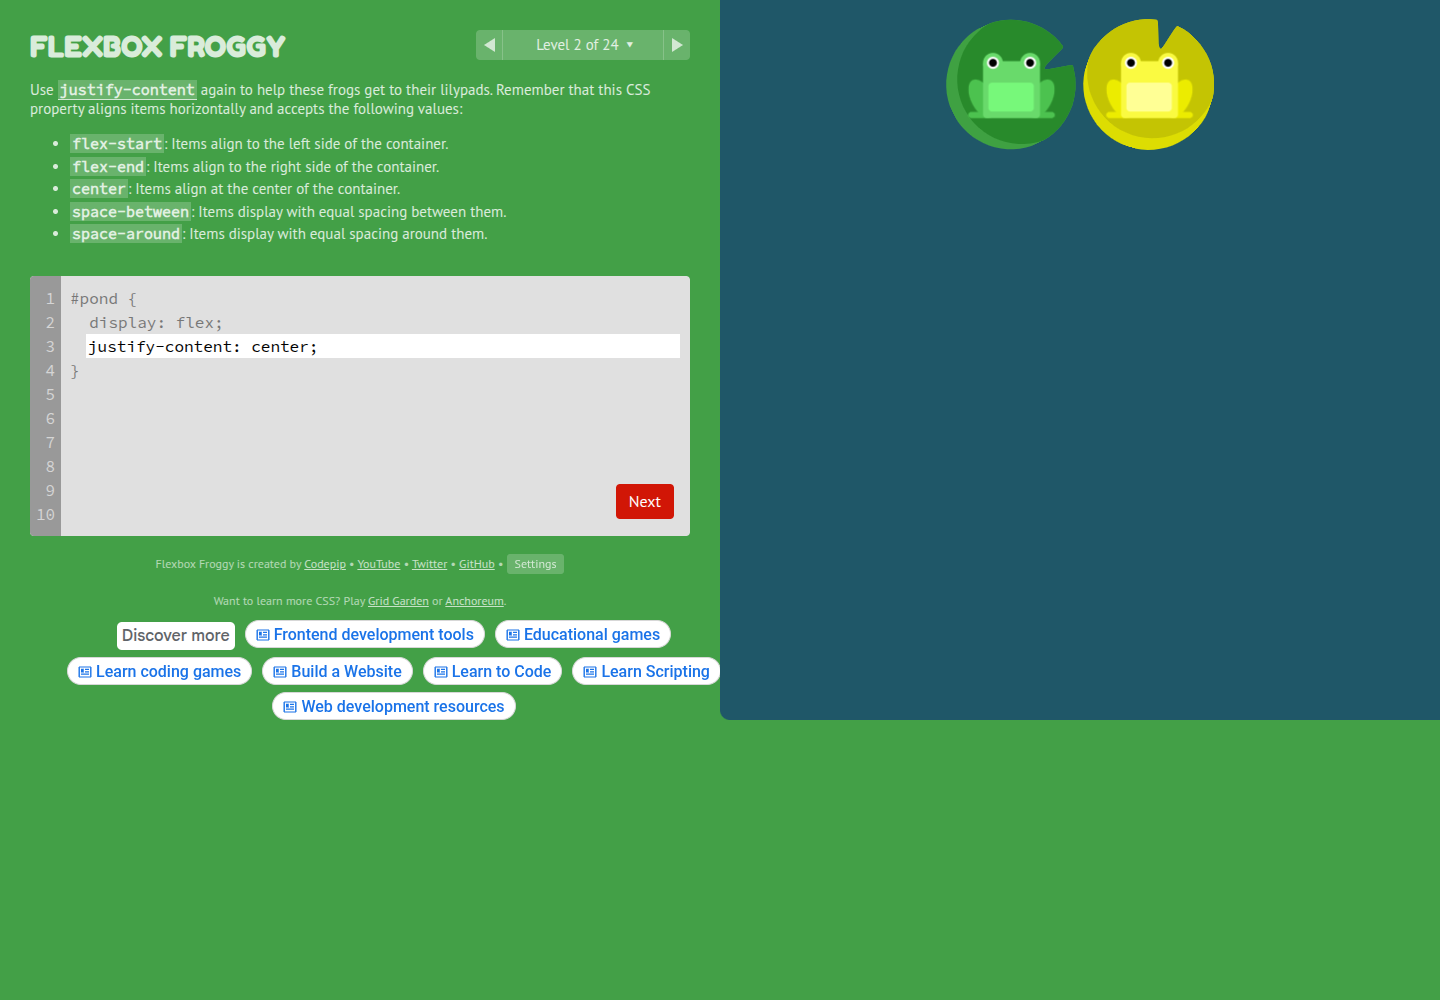 FLEXBOX FROGGY
Level 2 of 24 ▼
Use justify-content again to help these frogs get to their lilypads. Remember that this CSS
property aligns items horizontally and accepts the following values:
• flex-start: Items align to the left side of the container.
• flex-end: Items align to the right side of the container.
• center: Items align at the center of the container.
• space-between: Items display with equal spacing between them.
• space-around: Items display with equal spacing around them.
1 #pond {
2 display: flex;
3 justify-content: center;
4 }
5
6
7
8
9
10
Next
Flexbox Froggy is created by Codepip • YouTube • Twitter • GitHub • Settings
Want to learn more CSS? Play Grid Garden or Anchoreum.
Discover more Frontend development tools Educational games
Learn coding games Build a Website Learn to Code Learn Scripting
Web development resources